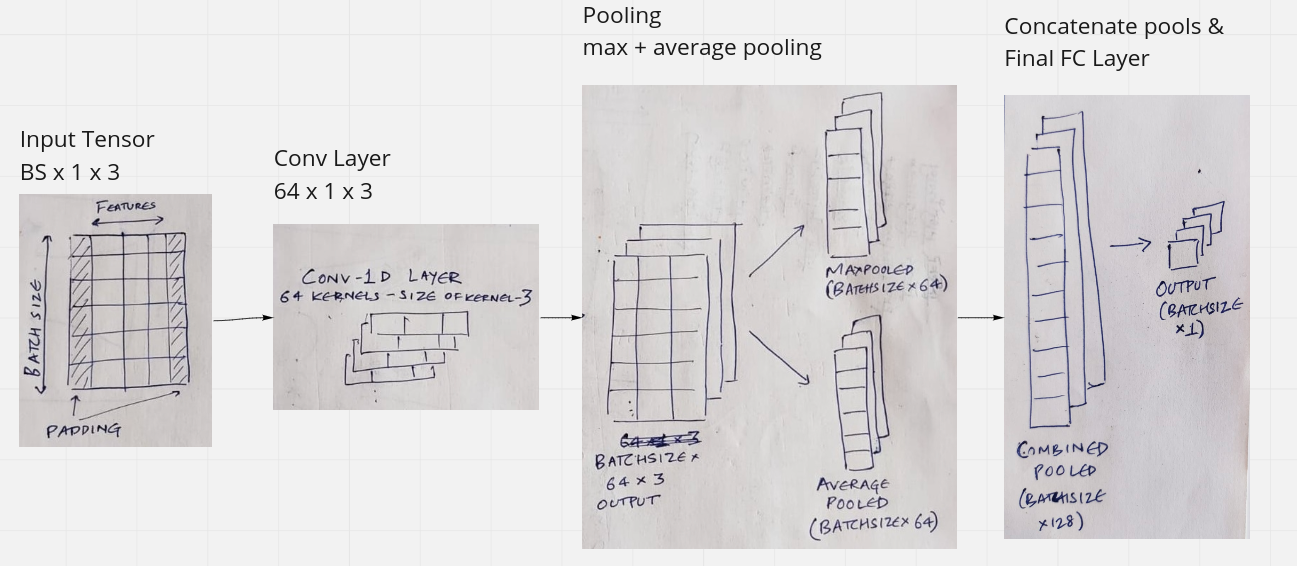 Input Tensor
BS x 1 x 3
FEATURES
BATCH SIZE
PADDING
Conv Layer
64 x 1 x 3
CONV-1D LAYER
64 KERNELS - SIZE OF KERNEL-3
Pooling
max + average pooling
64 x 1 x 3
BATCHSIZE x
64 x 3
OUTPUT
MAXPOOLED
(BATCHSIZE x 64)
AVERAGE
POOLED
(BATCHSIZE x 64)
Concatenate pools &
Final FC Layer
COMBINED
POOLED
(BATCHSIZE
x128)
OUTPUT
(BATCHSIZE
x1)